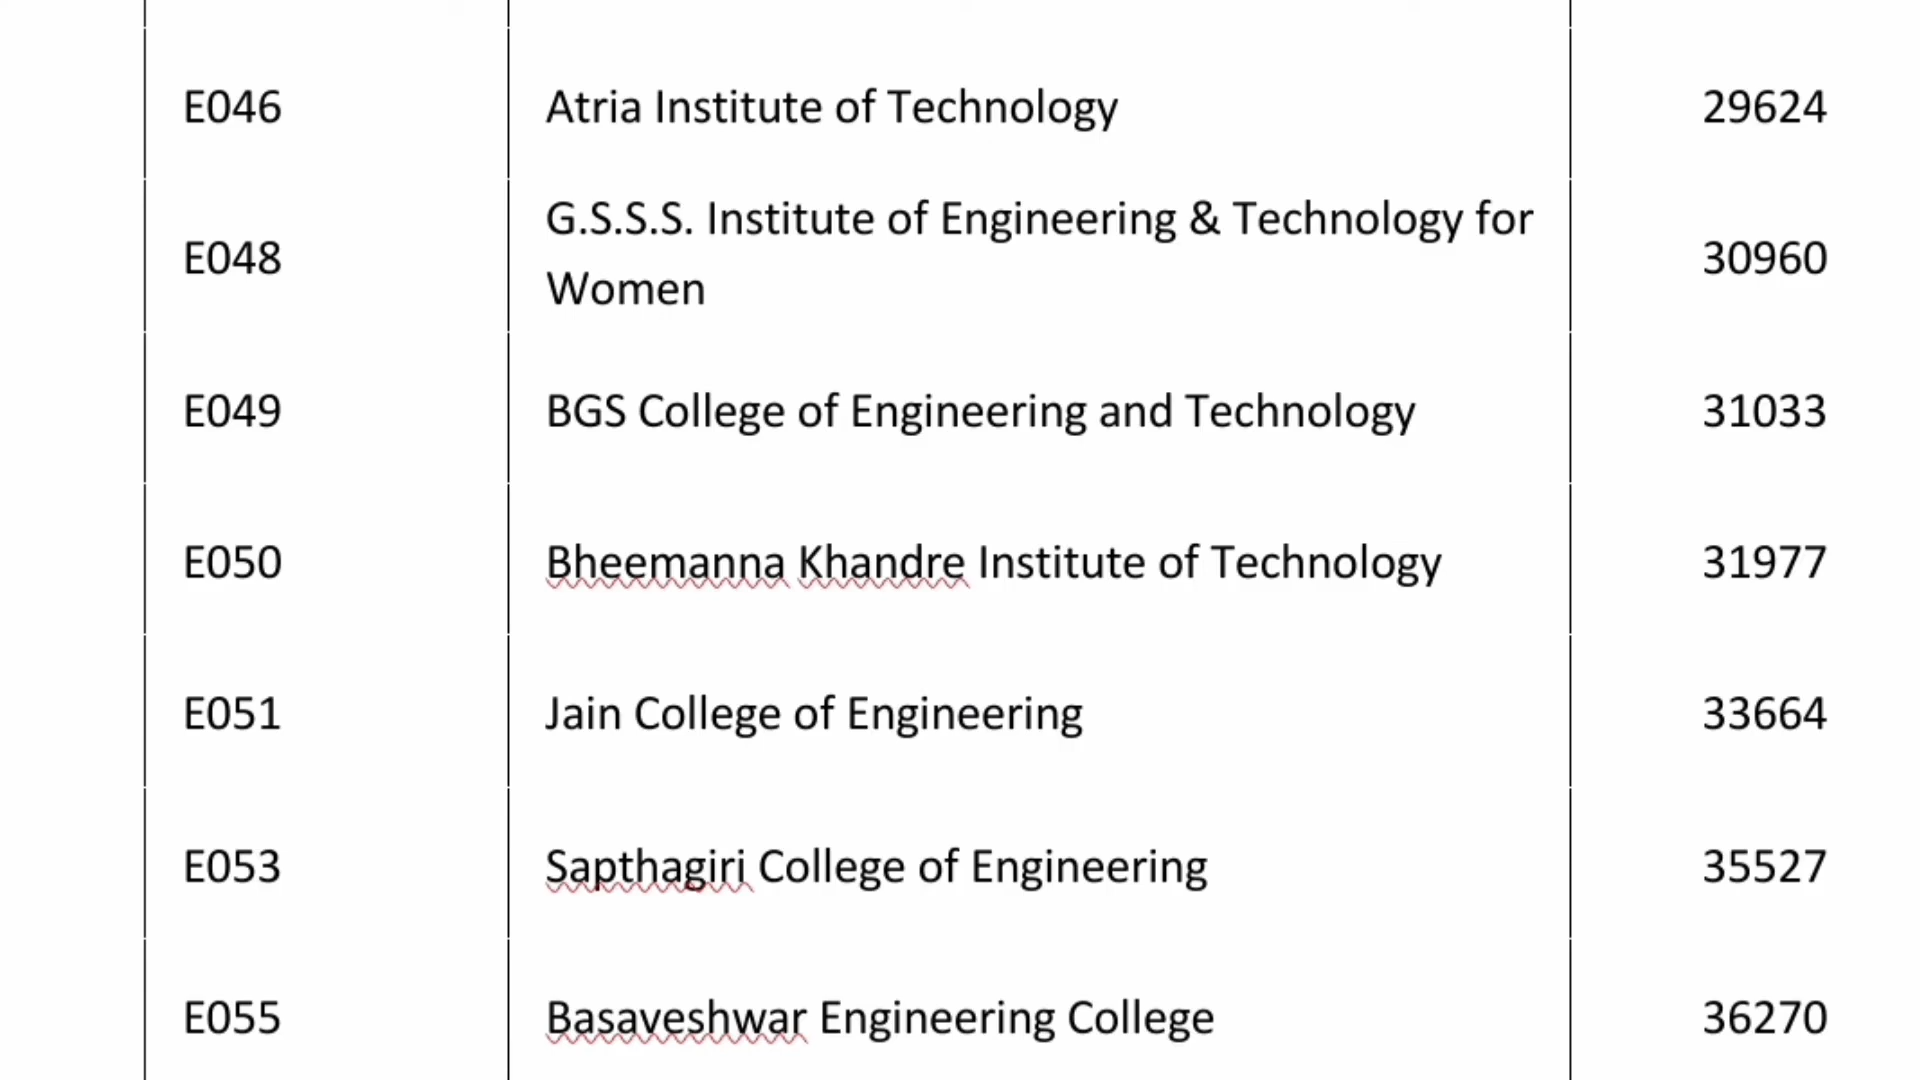 E046 Atria Institute of Technology 29624
G.S.S.S. Institute of Engineering & Technology for
E048 Women 30960
E049 BGS College of Engineering and Technology 31033
E050 Bheemanna Khandre Institute of Technology 31977
E051 Jain College of Engineering 33664
E053 Sapthagiri College of Engineering 35527
E055 Basaveshwar Engineering College 36270